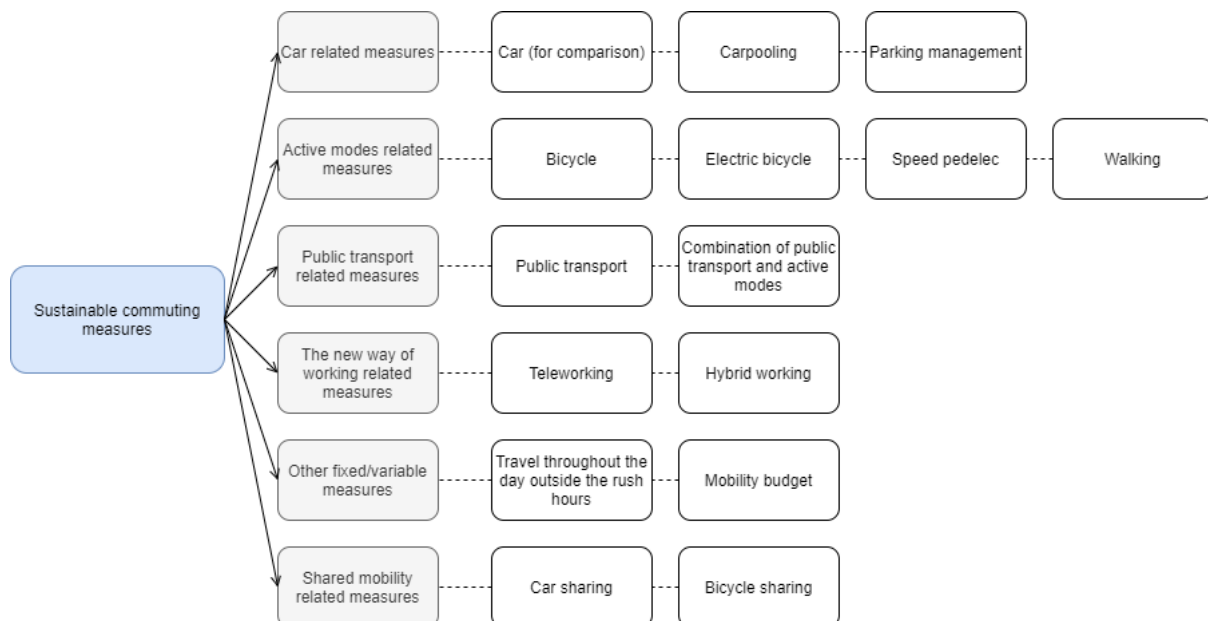 Car related measures
Car (for comparison)
Carpooling
Parking management
Active modes related
measures
Bicycle
Electric bicycle
Speed pedelec
Walking
Public transport
related measures
Public transport
Combination of public
transport and active
modes
Sustainable commuting
measures
The new way of
working related
measures
Teleworking
Hybrid working
Other fixed/variable
measures
Travel throughout the
day outside the rush
hours
Mobility budget
Shared mobility
related measures
Car sharing
Bicycle sharing